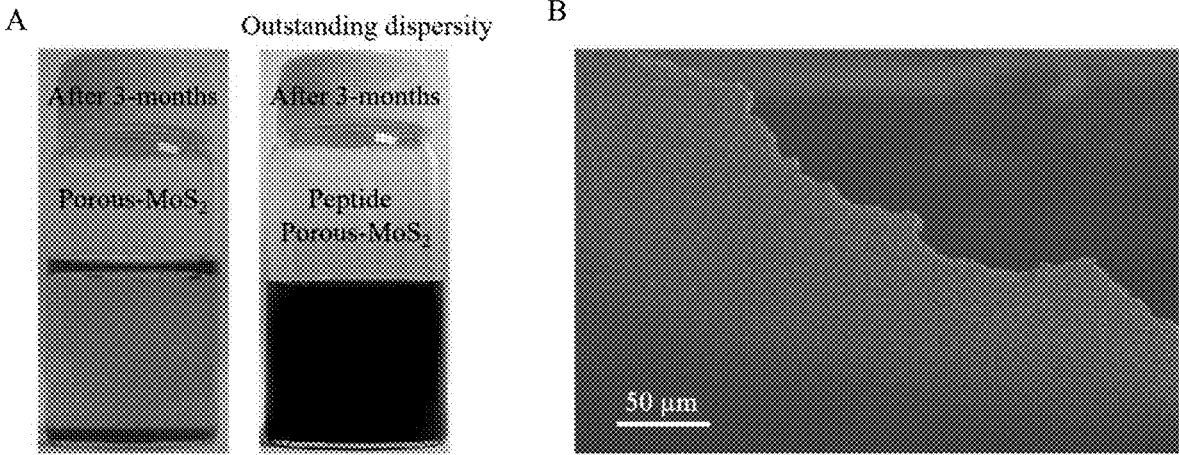 A
Outstanding dispersity
B
After 3-months
After 3-months
Porous-MoS₂
Peptide
Porous-MoS₂
50 µm